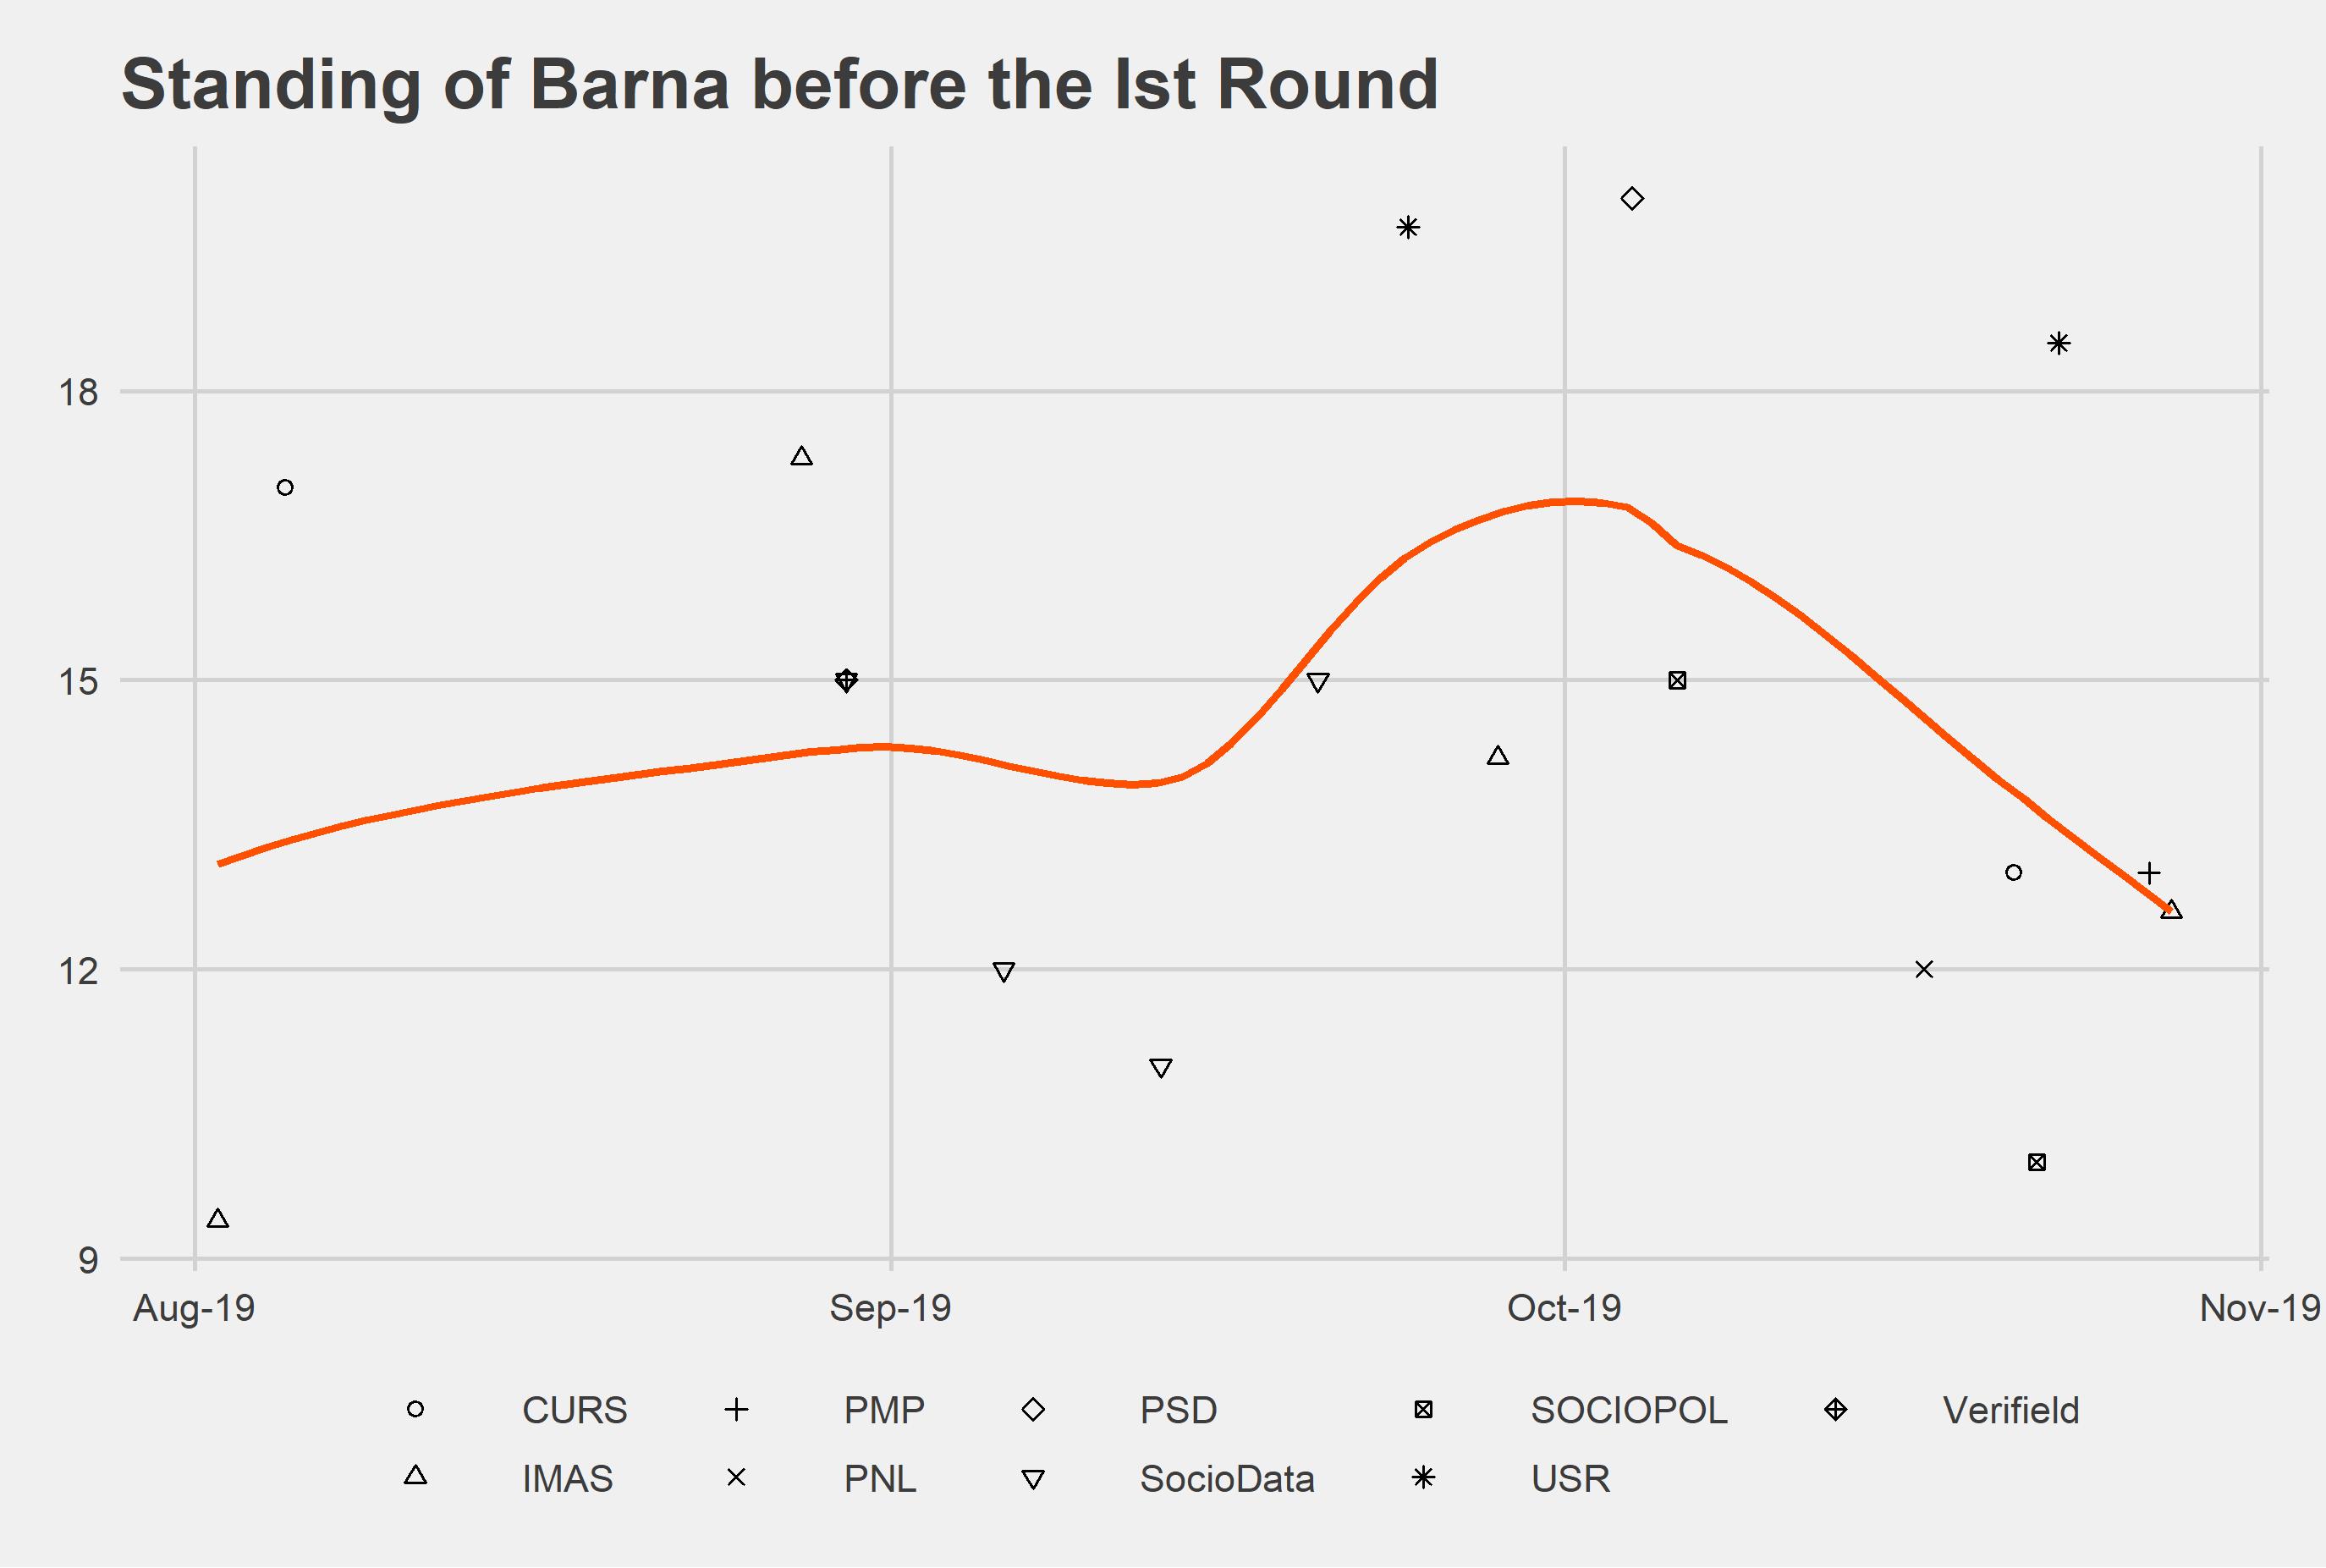 Standing of Barna before the Ist Round
18
15
12
9
Aug-19 Sep-19 Oct-19 Nov-19
CURS PMP PSD SOCIOPOL Verifield
IMAS PNL SocioData USR